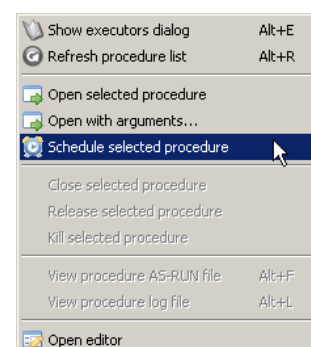 Show executors dialog Alt+E
Refresh procedure list Alt+R
Open selected procedure
Open with arguments...
Schedule selected procedure
Close selected procedure
Release selected procedure
Kill selected procedure
View procedure AS-RUN file Alt+F
View procedure log file Alt+L
Open editor